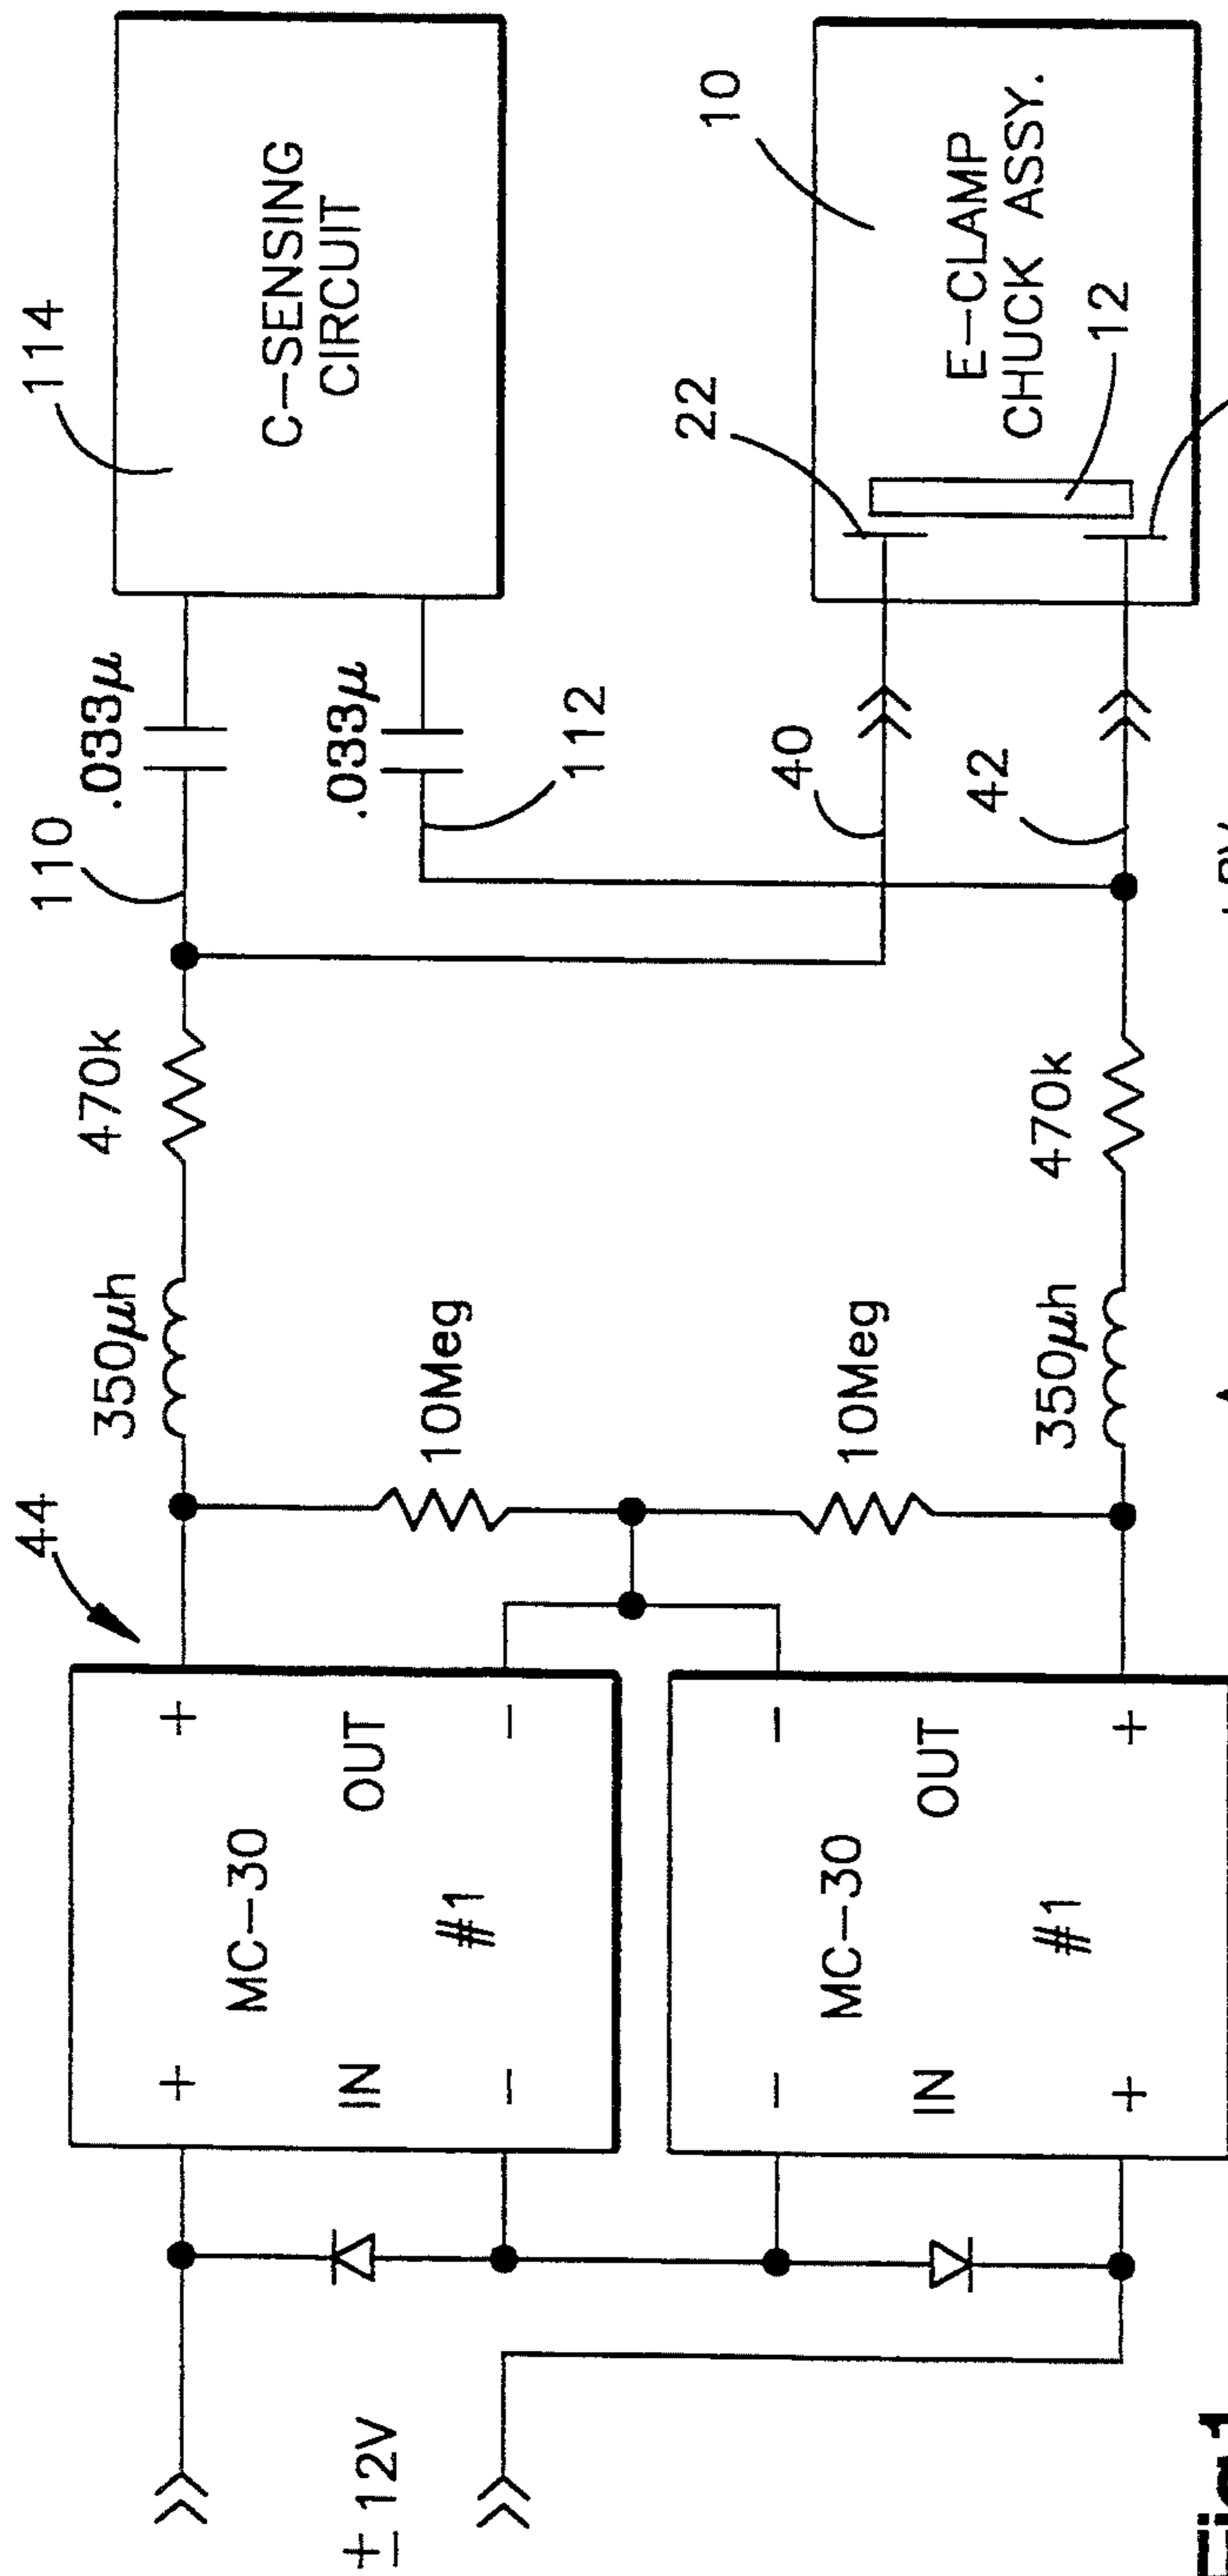 44
110
114
350μh
470k
.033μ
C-SENSING
CIRCUIT
.033μ
112
+
+
MC-30
IN
OUT
#1
-
-
10Meg
±12V
10Meg
40
22
10
-
-
MC-30
IN
OUT
#1
+
+
E-CLAMP
CHUCK ASSY.
12
42
350μh
470k